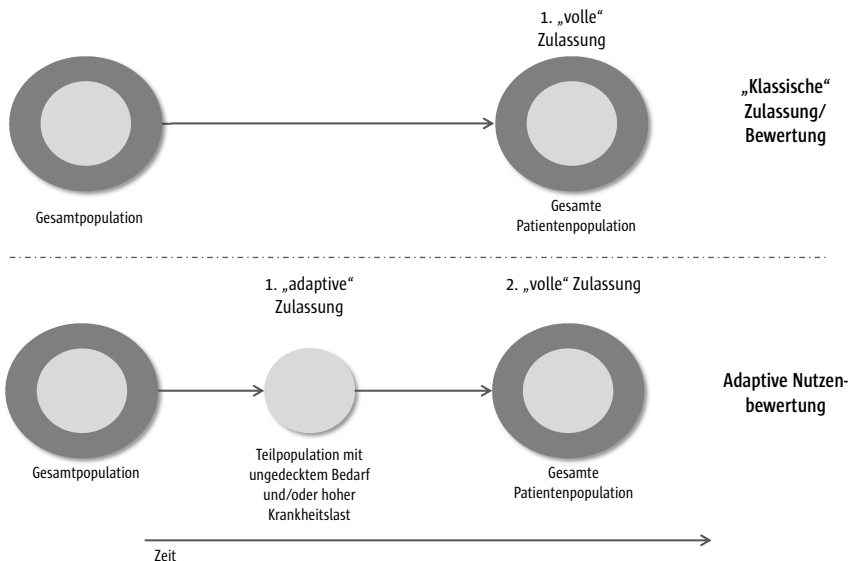 1. „volle“
Zulassung
„Klassische“
Zulassung/
Bewertung
Gesamtpopulation
Gesamte
Patientenpopulation
1. „adaptive“
Zulassung
2. „volle“ Zulassung
Adaptive Nutzen-
bewertung
Gesamtpopulation
Teilpopulation mit
ungedecktem Bedarf
und/oder hoher
Krankheitslast
Gesamte
Patientenpopulation
Zeit